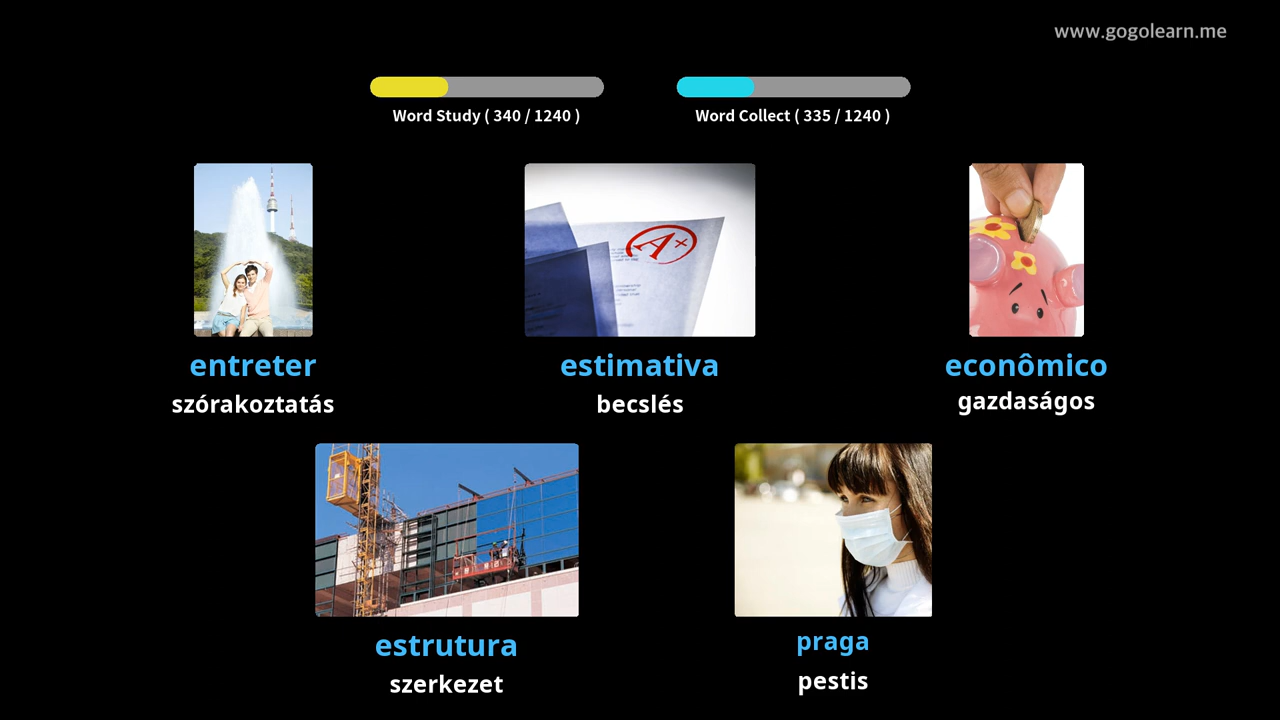 www.gogolearn.me
Word Study ( 340 / 1240 )
Word Collect ( 335 / 1240 )
A+
entreter
szórakoztatás
estimativa
becslés
econômico
gazdaságos
estrutura
szerkezet
praga
pestis